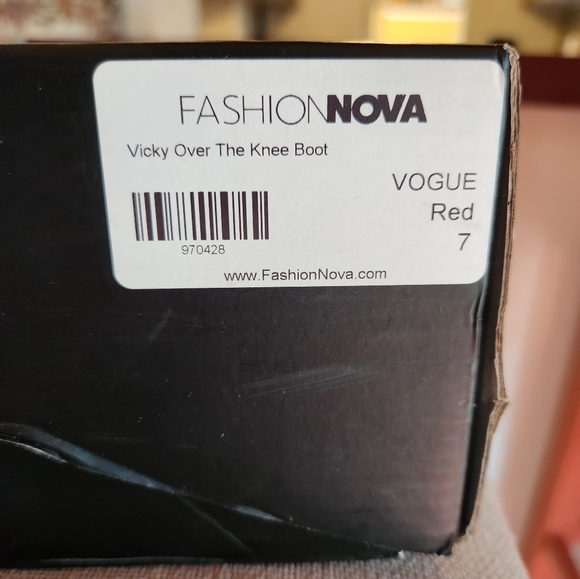 FASHIONNOVA
Vicky Over The Knee Boot
VOGUE
Red
7
970428
www.FashionNova.com